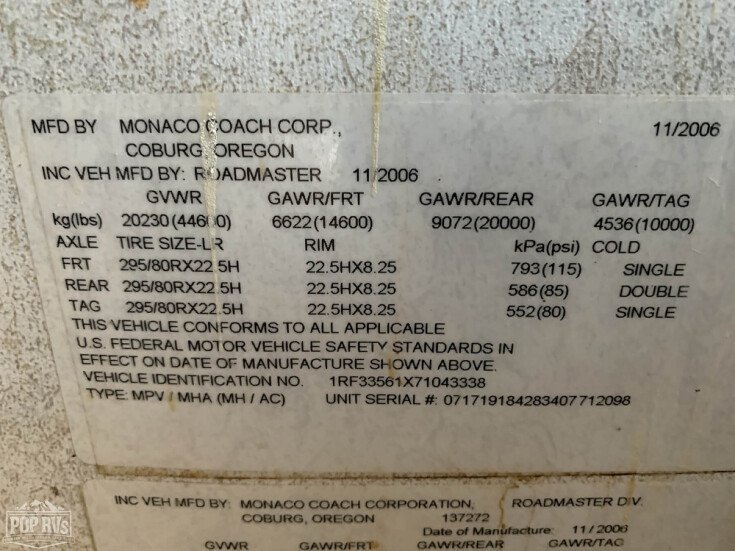 MFD BY MONACO COACH CORP., 11/2006
COBURG, OREGON
INC VEH MFD BY: ROADMASTER 11/2006
GVWR GAWR/FRT GAWR/REAR GAWR/TAG
kg(lbs) 20230(44600) 6622(14600) 9072(20000) 4536(10000)
AXLE TIRE SIZE-LR RIM kPa(psi) COLD
FRT 295/80RX22.5H 22.5HX8.25 793(115) SINGLE
REAR 295/80RX22.5H 22.5HX8.25 586(85) DOUBLE
TAG 295/80RX22.5H 22.5HX8.25 552(80) SINGLE
THIS VEHICLE CONFORMS TO ALL APPLICABLE
U.S. FEDERAL MOTOR VEHICLE SAFETY STANDARDS IN
EFFECT ON DATE OF MANUFACTURE SHOWN ABOVE.
VEHICLE IDENTIFICATION NO. 1RF33561X71043338
TYPE: MPV / MHA (MH / AC) UNIT SERIAL #: 071719184283407712098
INC VEH MFD BY: MONACO COACH CORPORATION, ROADMASTER DIV.
COBURG, OREGON 137272
Date of Manufacture: 11/2006
GVWR GAWR/FRT GAWR/REAR GAWR/TAG
POP RVs